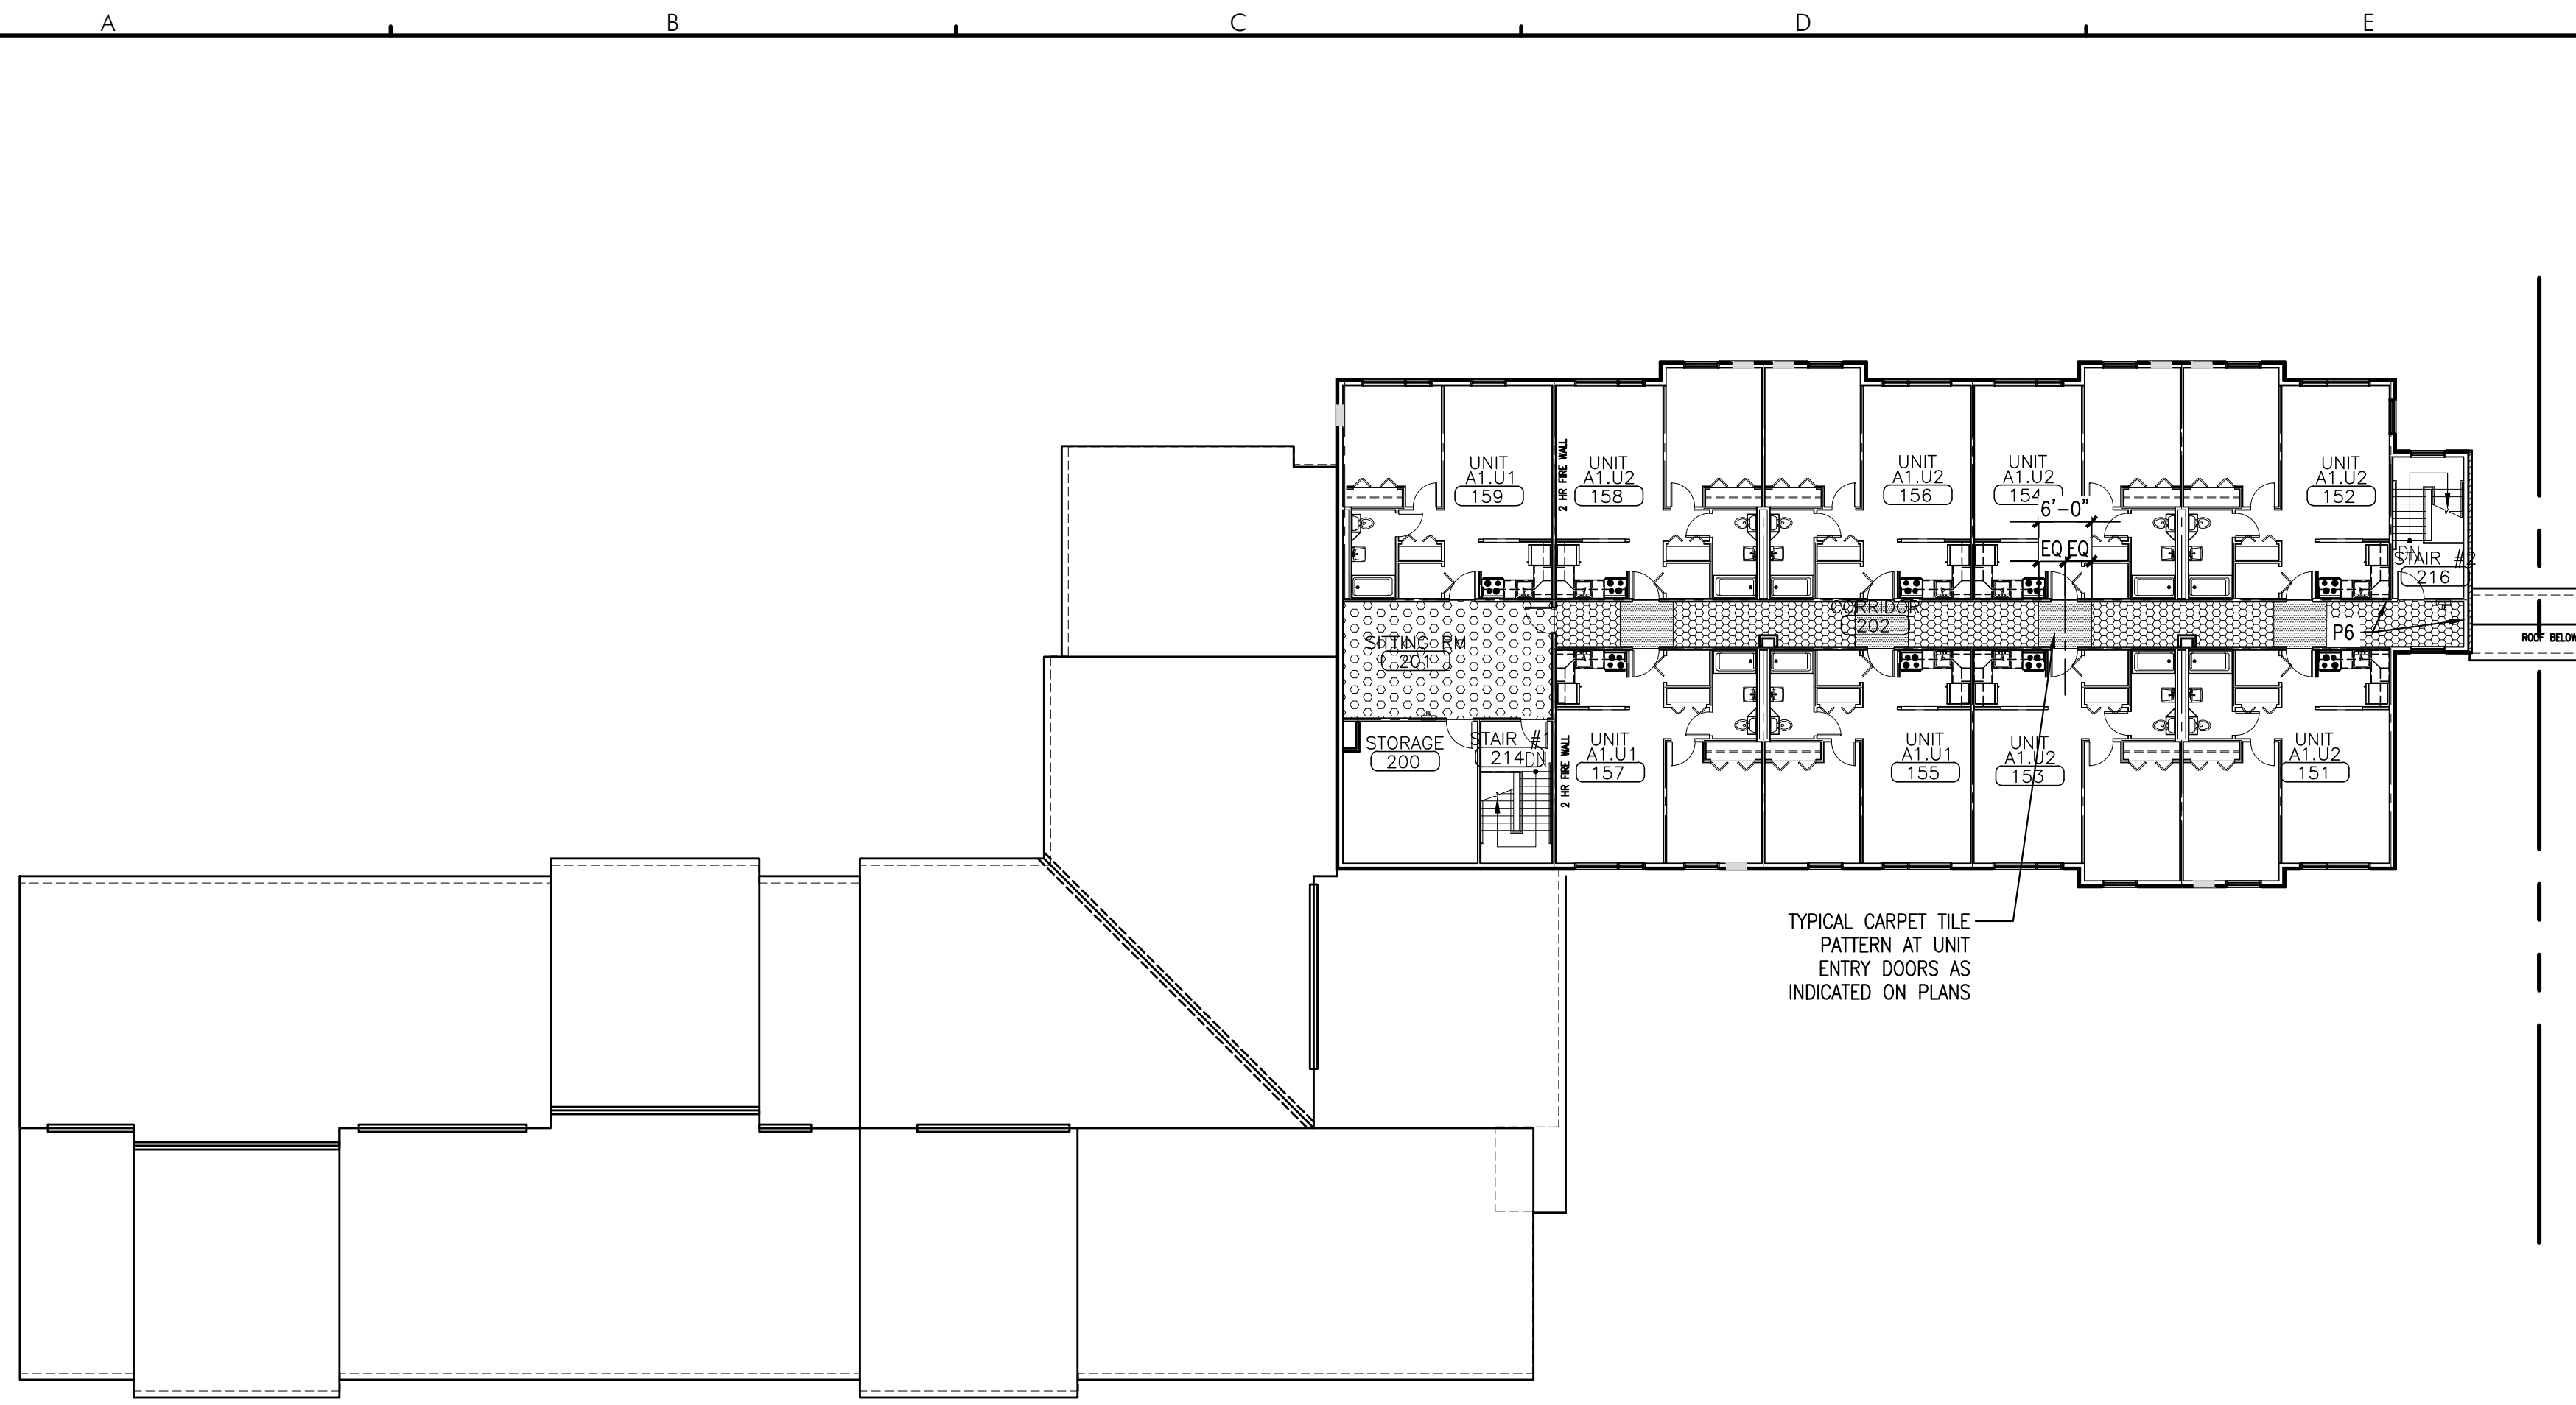 A B C D E
UNIT
A1.U1
159
2 HR FIRE WALL
UNIT
A1.U2
158
UNIT
A1.U2
156
UNIT
A1.U2
154
6'-0"
EQ EQ
UNIT
A1.U2
152
DN
STAIR #2
216
CORRIDOR
202
P6
ROOF BELOW
SITTING RM
201
STORAGE
200
STAIR #1
214
DN
2 HR FIRE WALL
UNIT
A1.U1
157
UNIT
A1.U1
155
UNIT
A1.U2
153
UNIT
A1.U2
151
TYPICAL CARPET TILE
PATTERN AT UNIT
ENTRY DOORS AS
INDICATED ON PLANS